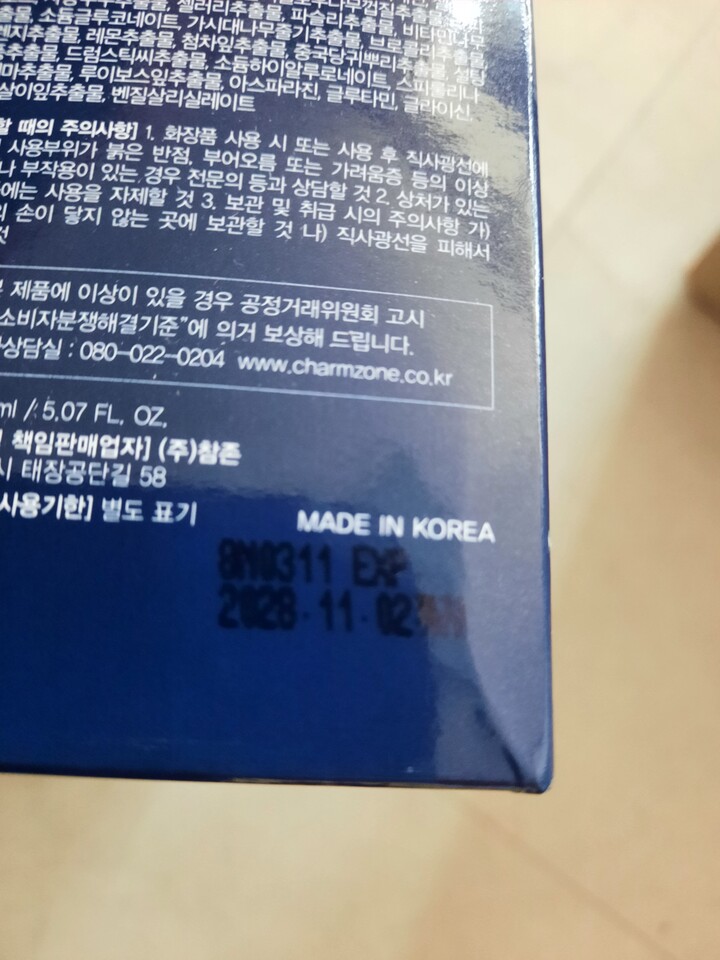 출물, 소듐글루코네이트, 가시대나무줄기추출물, 브로콜리추출물
렌지추출물, 레몬추출물, 첨차잎추출물, 중국당귀뿌리추출물, 설탕
추출물, 드럼스틱씨추출물, 소듐하이알루로네이트, 스피룰리나
마추출물, 루이보스잎추출물, 아스파라진, 글루타민, 글라이신,
살이잎추출물, 벤질살리실레이트
할 때의 주의사항] 1. 화장품 사용 시 또는 사용 후 직사광선에
사용부위가 붉은 반점, 부어오름 또는 가려움증 등의 이상
나 부작용이 있는 경우 전문의 등과 상담할 것 2. 상처가 있는
에는 사용을 자제할 것 3. 보관 및 취급 시의 주의사항 가)
의 손이 닿지 않는 곳에 보관할 것 나) 직사광선을 피해서
것
본 제품에 이상이 있을 경우 공정거래위원회 고시
소비자분쟁해결기준"에 의거 보상해 드립니다.
상담실 : 080-022-0204 www.charmzone.co.kr
ml / 5.07 FL. OZ.
책임판매업자] (주)참존
시 태장공단길 58
사용기한] 별도 표기
MADE IN KOREA
8N0311 EXP
2028.11.02